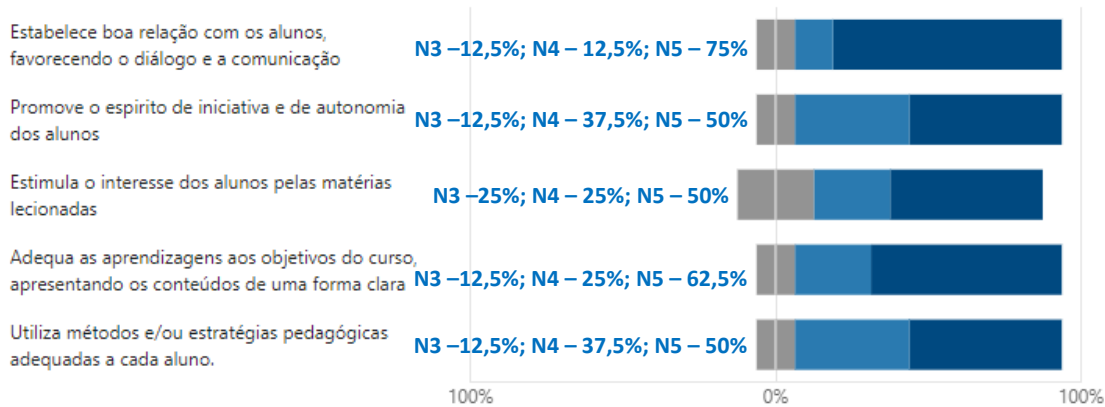 Estabelece boa relação com os alunos,
favorecendo o diálogo e a comunicação
N3 –12,5%; N4 – 12,5%; N5 – 75%
Promove o espirito de iniciativa e de autonomia
dos alunos
N3 –12,5%; N4 – 37,5%; N5 – 50%
Estimula o interesse dos alunos pelas matérias
lecionadas
N3 –25%; N4 – 25%; N5 – 50%
Adequa as aprendizagens aos objetivos do curso,
apresentando os conteúdos de uma forma clara
N3 –12,5%; N4 – 25%; N5 – 62,5%
Utiliza métodos e/ou estratégias pedagógicas
adequadas a cada aluno.
N3 –12,5%; N4 – 37,5%; N5 – 50%
100% 0% 100%